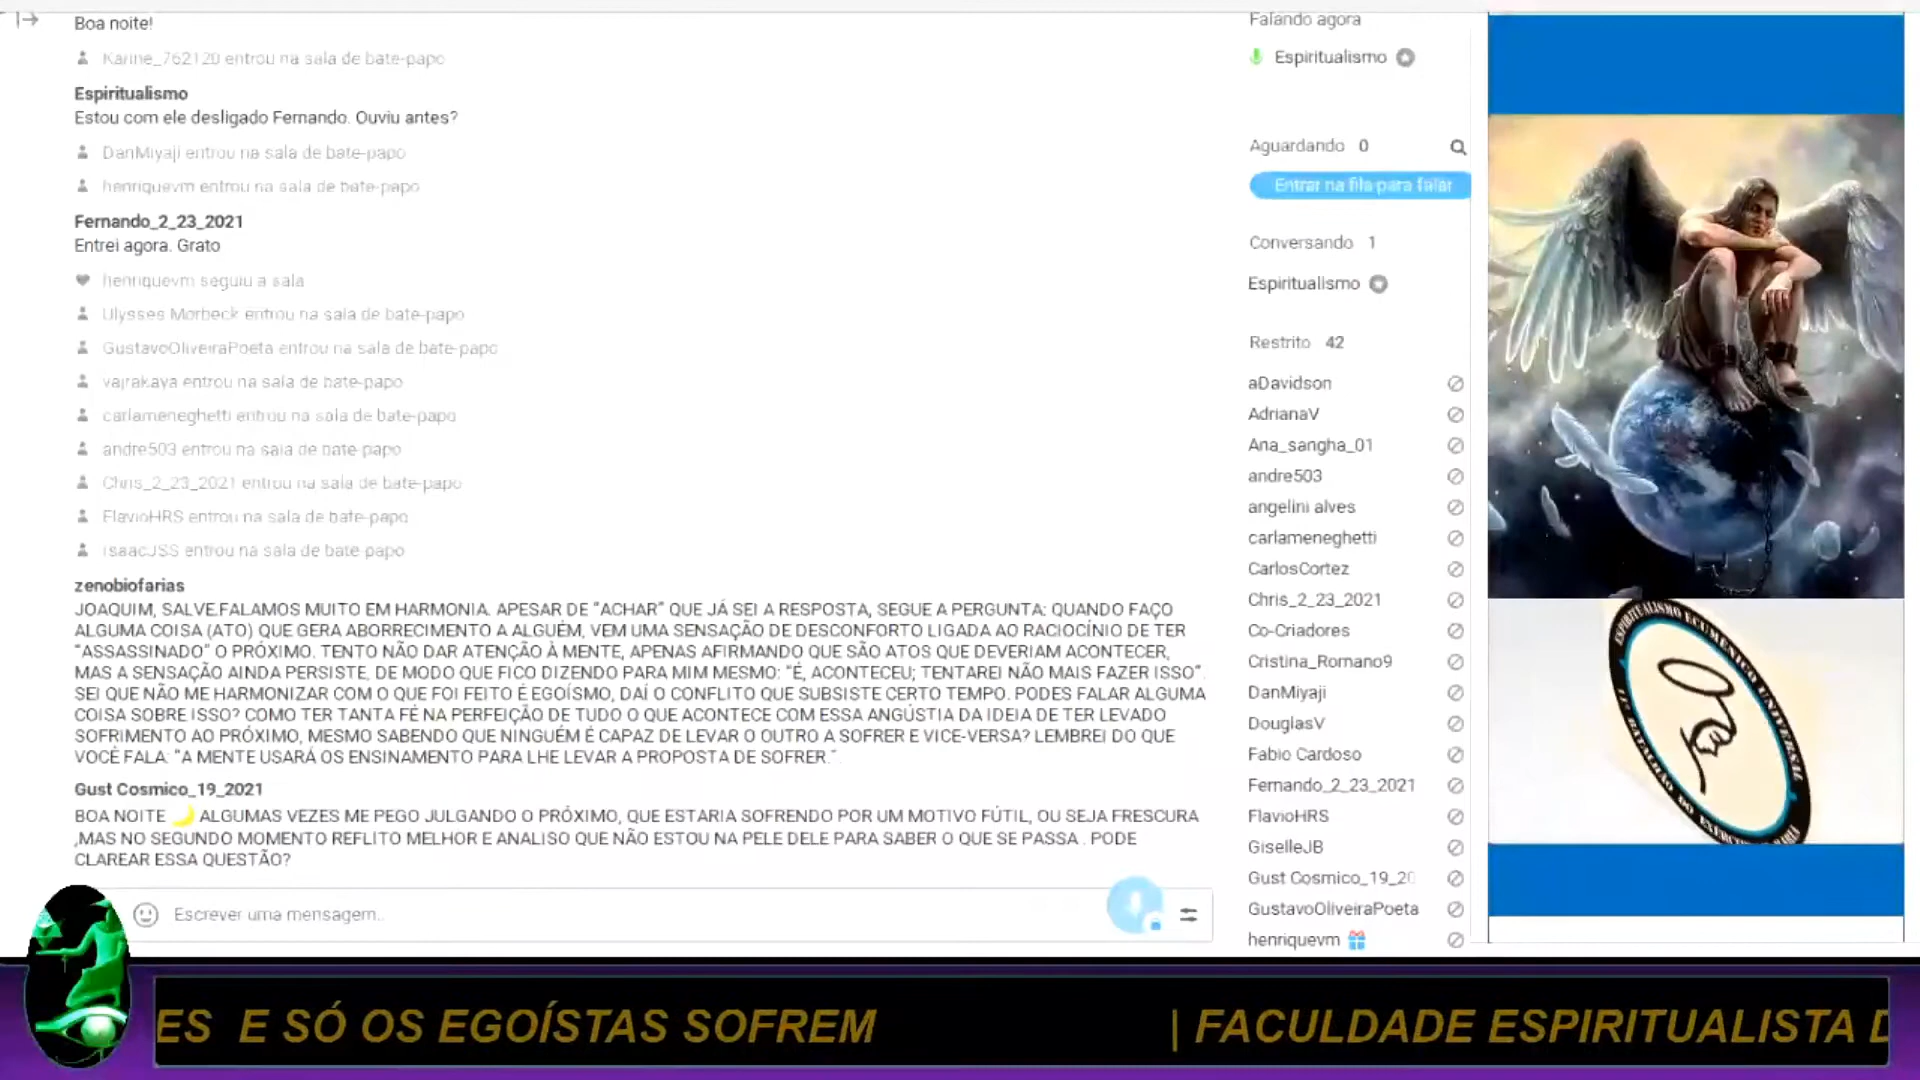 Boa noite!
Karine_762120 entrou na sala de bate-papo
Espiritualismo
Estou com ele desligado Fernando. Ouviu antes?
DanMiyaji entrou na sala de bate-papo
henriquevm entrou na sala de bate-papo
Fernando_2_23_2021
Entrei agora. Grato
henriquevm seguiu a sala
Ulysses Morbeck entrou na sala de bate-papo
GustavoOliveiraPoeta entrou na sala de bate-papo
vajrakaya entrou na sala de bate-papo
carlameneghetti entrou na sala de bate-papo
andre503 entrou na sala de bate-papo
Chris_2_23_2021 entrou na sala de bate-papo
FlavioHRS entrou na sala de bate-papo
IsaacJSS entrou na sala de bate-papo
zenobiofarias
JOAQUIM, SALVE.FALAMOS MUITO EM HARMONIA. APESAR DE "ACHAR" QUE JÁ SEI A RESPOSTA, SEGUE A PERGUNTA: QUANDO FAÇO
ALGUMA COISA (ATO) QUE GERA ABORRECIMENTO A ALGUÉM, VEM UMA SENSAÇÃO DE DESCONFORTO LIGADA AO RACIOCÍNIO DE TER
"ASSASSINADO" O PRÓXIMO. TENTO NÃO DAR ATENÇÃO À MENTE, APENAS AFIRMANDO QUE SÃO ATOS QUE DEVERIAM ACONTECER,
MAS A SENSAÇÃO AINDA PERSISTE, DE MODO QUE FICO DIZENDO PARA MIM MESMO: "É, ACONTECEU; TENTAREI NÃO MAIS FAZER ISSO".
SEI QUE NÃO ME HARMONIZAR COM O QUE FOI FEITO É EGOÍSMO, DAÍ O CONFLITO QUE SUBSISTE CERTO TEMPO. PODES FALAR ALGUMA
COISA SOBRE ISSO? COMO TER TANTA FÉ NA PERFEIÇÃO DE TUDO O QUE ACONTECE COM ESSA ANGÚSTIA DA IDEIA DE TER LEVADO
SOFRIMENTO AO PRÓXIMO, MESMO SABENDO QUE NINGUÉM É CAPAZ DE LEVAR O OUTRO A SOFRER E VICE-VERSA? LEMBREI DO QUE
VOCÊ FALA: "A MENTE USARÁ OS ENSINAMENTO PARA LHE LEVAR A PROPOSTA DE SOFRER.".
Gust Cosmico_19_2021
BOA NOITE 🌙 ALGUMAS VEZES ME PEGO JULGANDO O PRÓXIMO, QUE ESTARIA SOFRENDO POR UM MOTIVO FÚTIL, OU SEJA FRESCURA
,MAS NO SEGUNDO MOMENTO REFLITO MELHOR E ANALISO QUE NÃO ESTOU NA PELE DELE PARA SABER O QUE SE PASSA . PODE
CLAREAR ESSA QUESTÃO?
Escrever uma mensagem..
Falando agora
Espiritualismo
Aguardando 0
Entrar na fila para falar
Conversando 1
Espiritualismo
Restrito 42
aDavidson
AdrianaV
Ana_sangha_01
andre503
angelini alves
carlameneghetti
CarlosCortez
Chris_2_23_2021
Co-Criadores
Cristina_Romano9
DanMiyaji
DouglasV
Fabio Cardoso
Fernando_2_23_2021
FlavioHRS
GiselleJB
Gust Cosmico_19_20
GustavoOliveiraPoeta
henriquevm
ESPIRITUALISMO ECUMÊNICO UNIVERSAL
ES E SÓ OS EGOÍSTAS SOFREM | FACULDADE ESPIRITUALISTA D